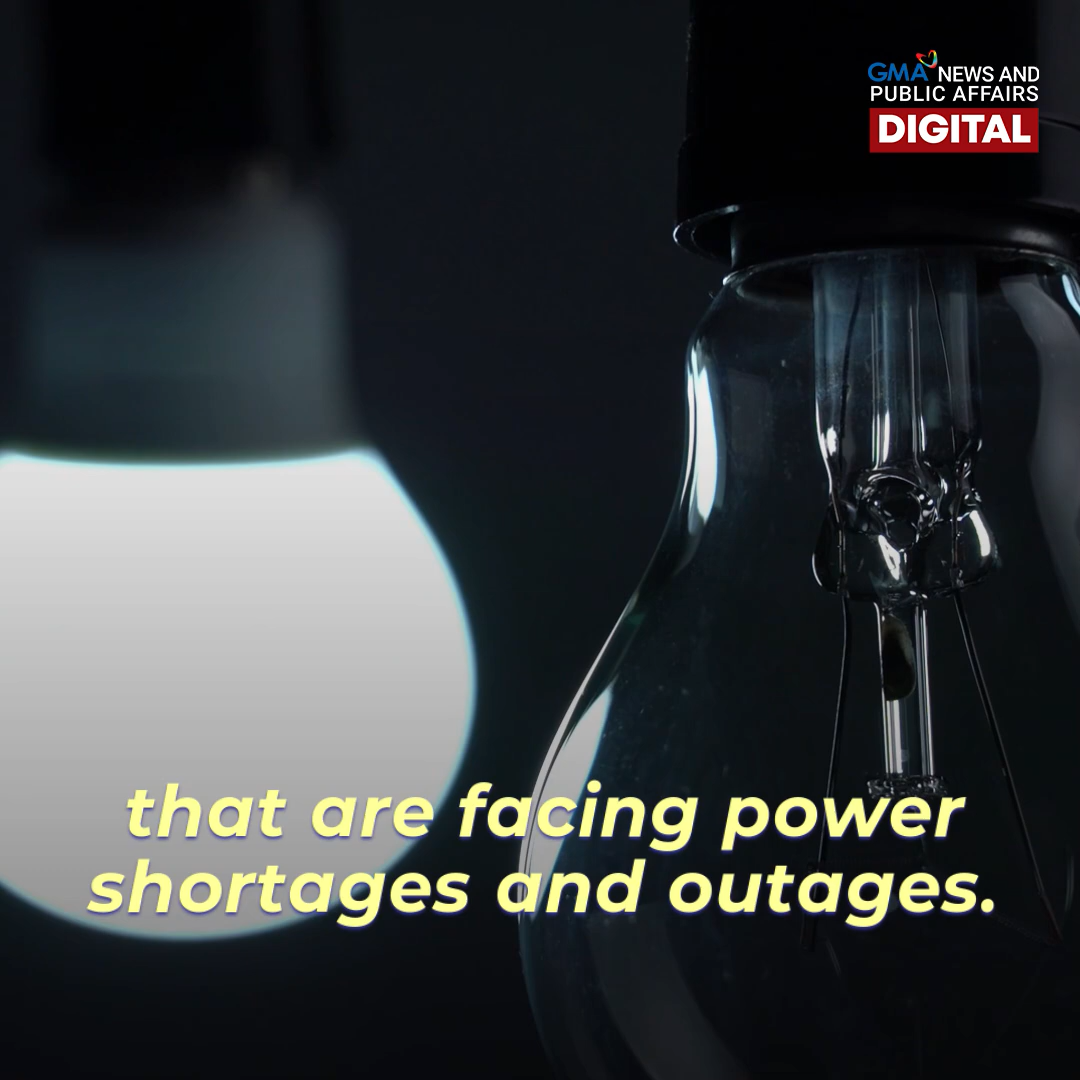 GMA NEWS AND
PUBLIC AFFAIRS
DIGITAL
that are facing power
shortages and outages.